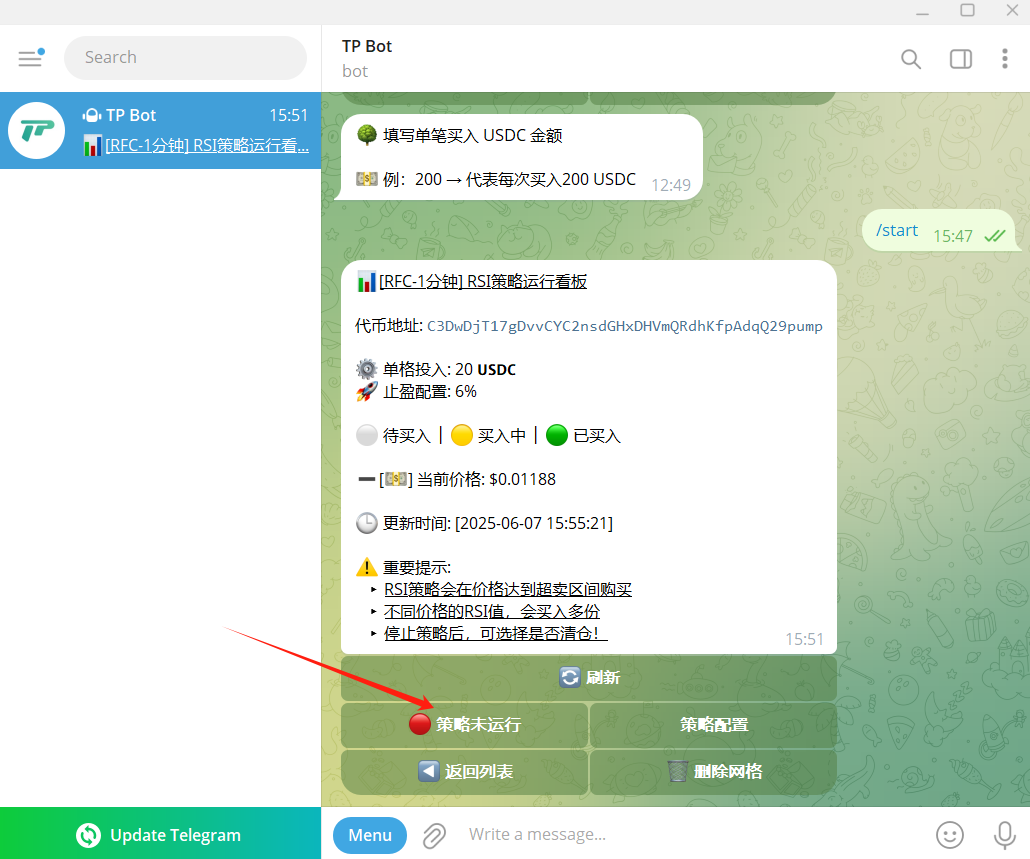 Search
TP Bot
15:51
[RFC-1分钟] RSI策略运行看...
Update Telegram
TP Bot
bot
填写单笔买入 USDC 金额
例：200 → 代表每次买入200 USDC
12:49
/start
15:47
[RFC-1分钟] RSI策略运行看板
代币地址: C3DwDjT17gDvvCYC2nsdGHxDHVmQRdhKfpAdqQ29pump
单格投入: 20 USDC
止盈配置: 6%
待买入 | 买入中 | 已买入
[💵] 当前价格: $0.01188
更新时间: [2025-06-07 15:55:21]
重要提示:
‣ RSI策略会在价格达到超卖区间购买
‣ 不同价格的RSI值，会买入多份
‣ 停止策略后，可选择是否清仓！
15:51
刷新
策略未运行
策略配置
返回列表
删除网格
Menu
Write a message...